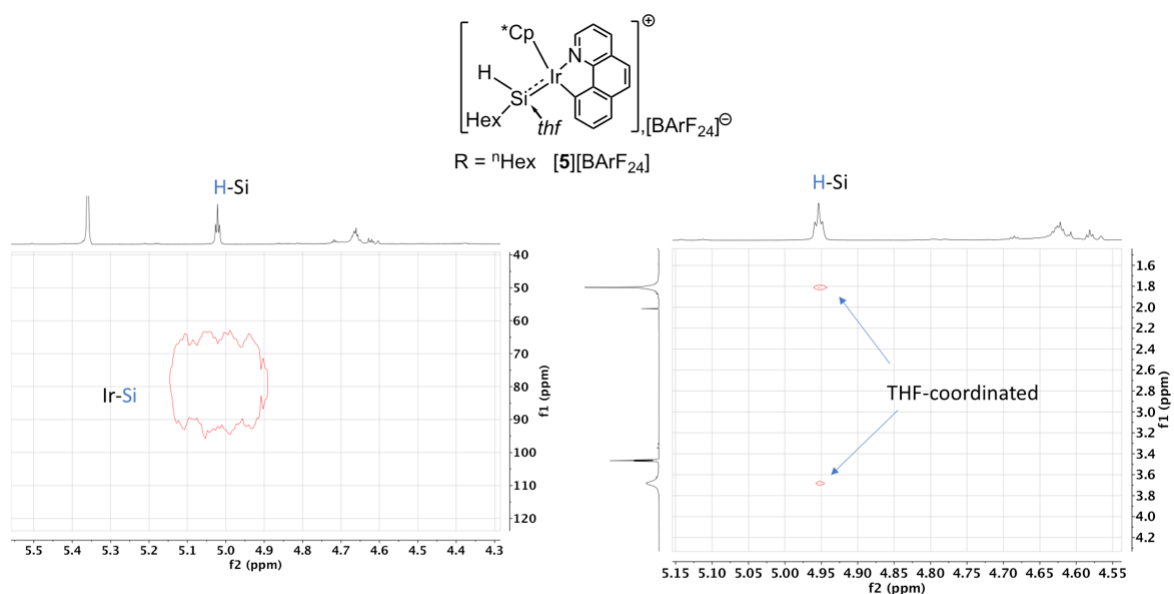 *Cp
⊕
N
H
Ir
Si
Hex
thf
,[BArF24]⊖
R = nHex [5][BArF24]
H-Si
Ir-Si
40
50
60
70
80
90
100
110
120
f1 (ppm)
5.5 5.4 5.3 5.2 5.1 5.0 4.9 4.8 4.7 4.6 4.5 4.4 4.3
f2 (ppm)
H-Si
THF-coordinated
1.6
1.8
2.0
2.2
2.4
2.6
2.8
3.0
3.2
3.4
3.6
3.8
4.0
4.2
f1 (ppm)
5.15 5.10 5.05 5.00 4.95 4.90 4.85 4.80 4.75 4.70 4.65 4.60 4.55
f2 (ppm)